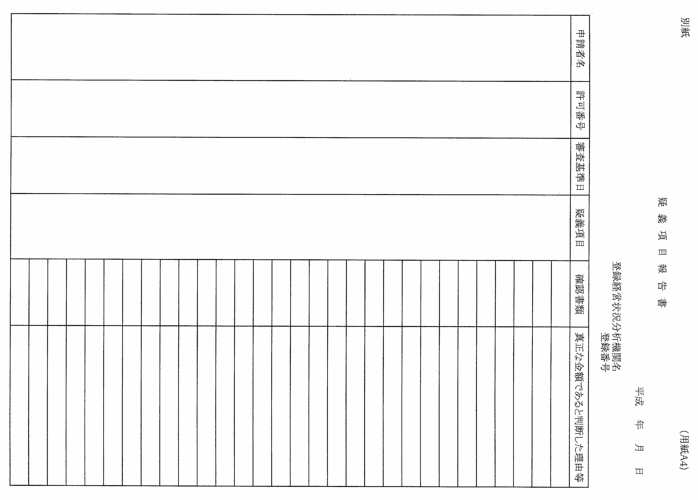 別紙
(用紙A4)
疑義項目報告書
平成　年　月　日
登録経営状況分析機関名
登録番号
申請者名
許可番号
審査基準日
疑義項目
確認書類
真正な金額であると判断した理由等